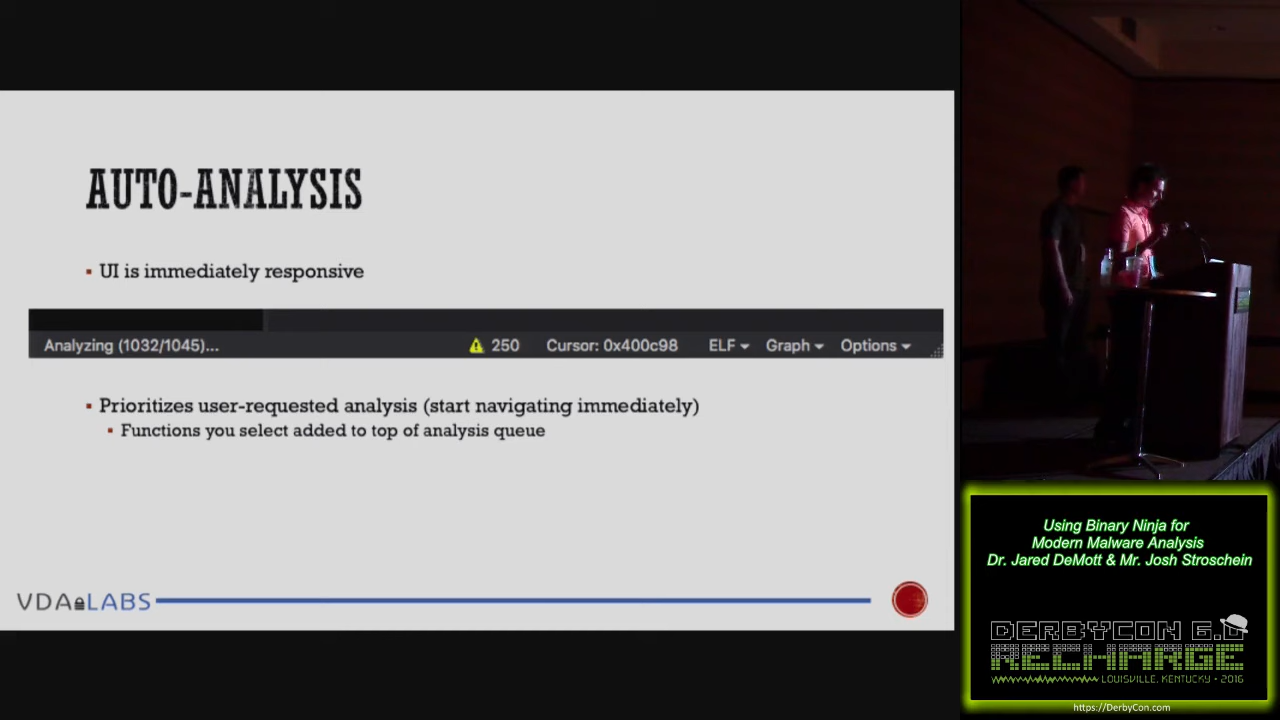 AUTO-ANALYSIS
▪ UI is immediately responsive
Analyzing (1032/1045)... 250 Cursor: 0x400c98 ELF Graph Options
▪ Prioritizes user-requested analysis (start navigating immediately)
▪ Functions you select added to top of analysis queue
VDA LABS
Using Binary Ninja for
Modern Malware Analysis
Dr. Jared DeMott & Mr. Josh Stroschein
DERBYCON 6.0
RECHARGE
LOUISVILLE, KENTUCKY • 2016
https://DerbyCon.com